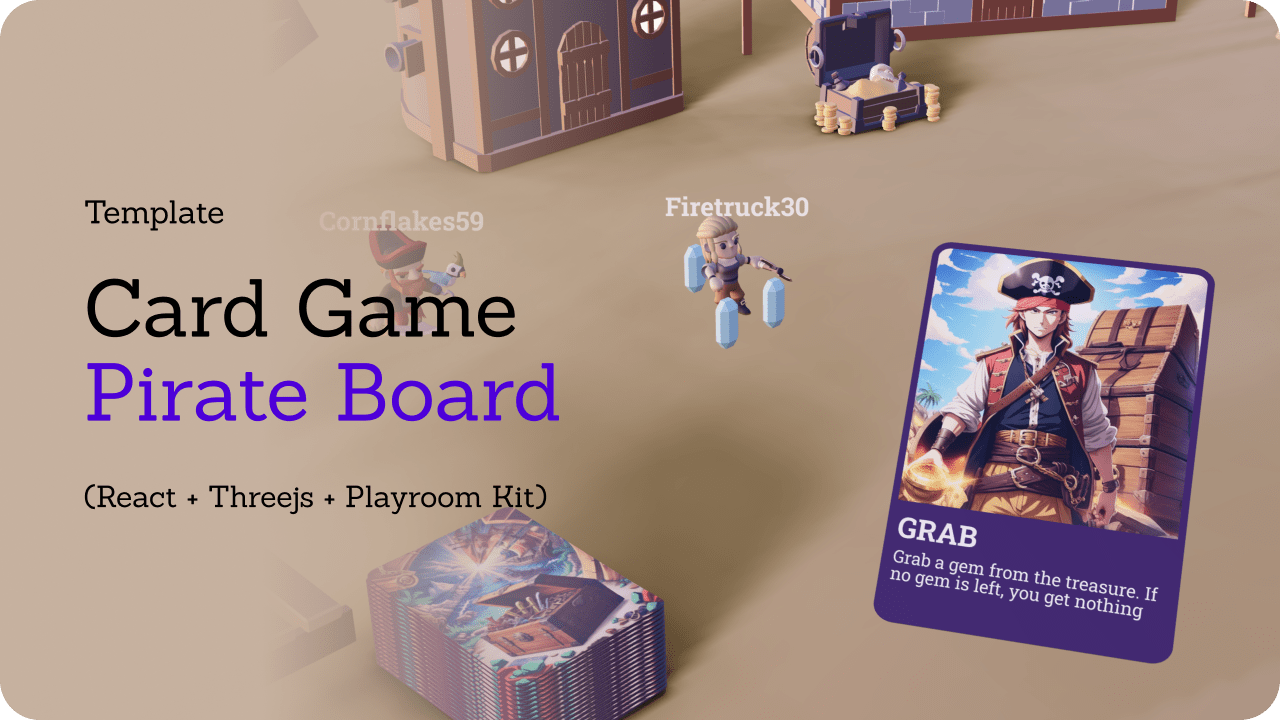 Template
Card Game
Pirate Board
(React + Threejs + Playroom Kit)
Cornflakes59
Firetruck30
GRAB
Grab a gem from the treasure. If
no gem is left, you get nothing